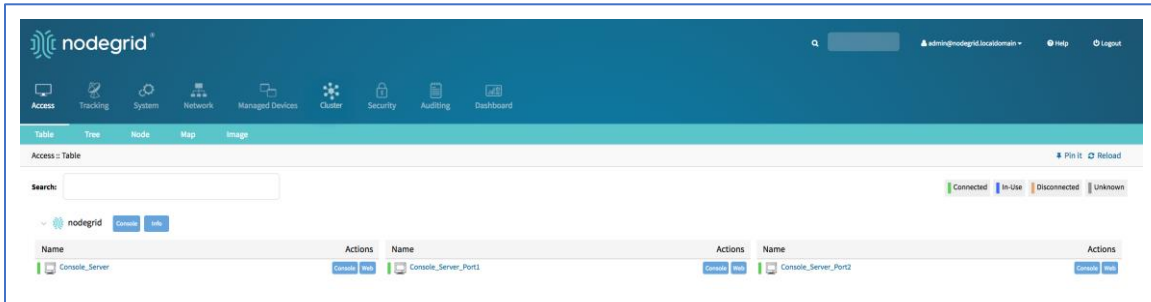 nodegrid®
admin@nodegrid.localdomain Help Logout
Access Tracking System Network Managed Devices Cluster Security Auditing Dashboard
Table Tree Node Map Image
Access :: Table Pin It Reload
Search: Connected In-Use Disconnected Unknown
nodegrid Console Info
Name Actions Name Actions Name Actions
Console_Server Console Web Console_Server_Port1 Console Web Console_Server_Port2 Console Web